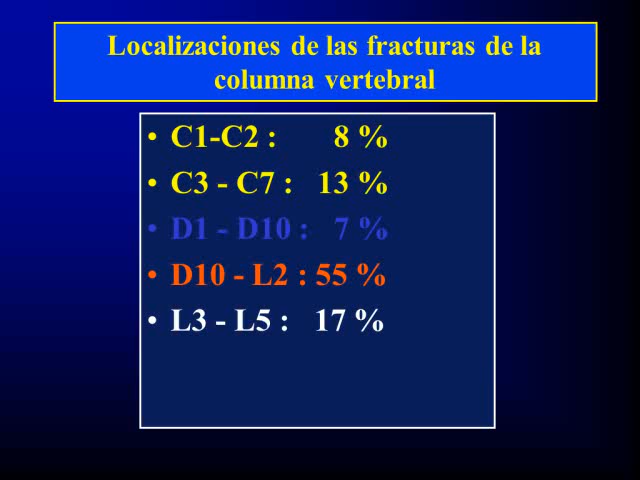 Localizaciones de las fracturas de la
columna vertebral
• C1-C2 : 8 %
• C3 - C7 : 13 %
• D1 - D10 : 7 %
• D10 - L2 : 55 %
• L3 - L5 : 17 %